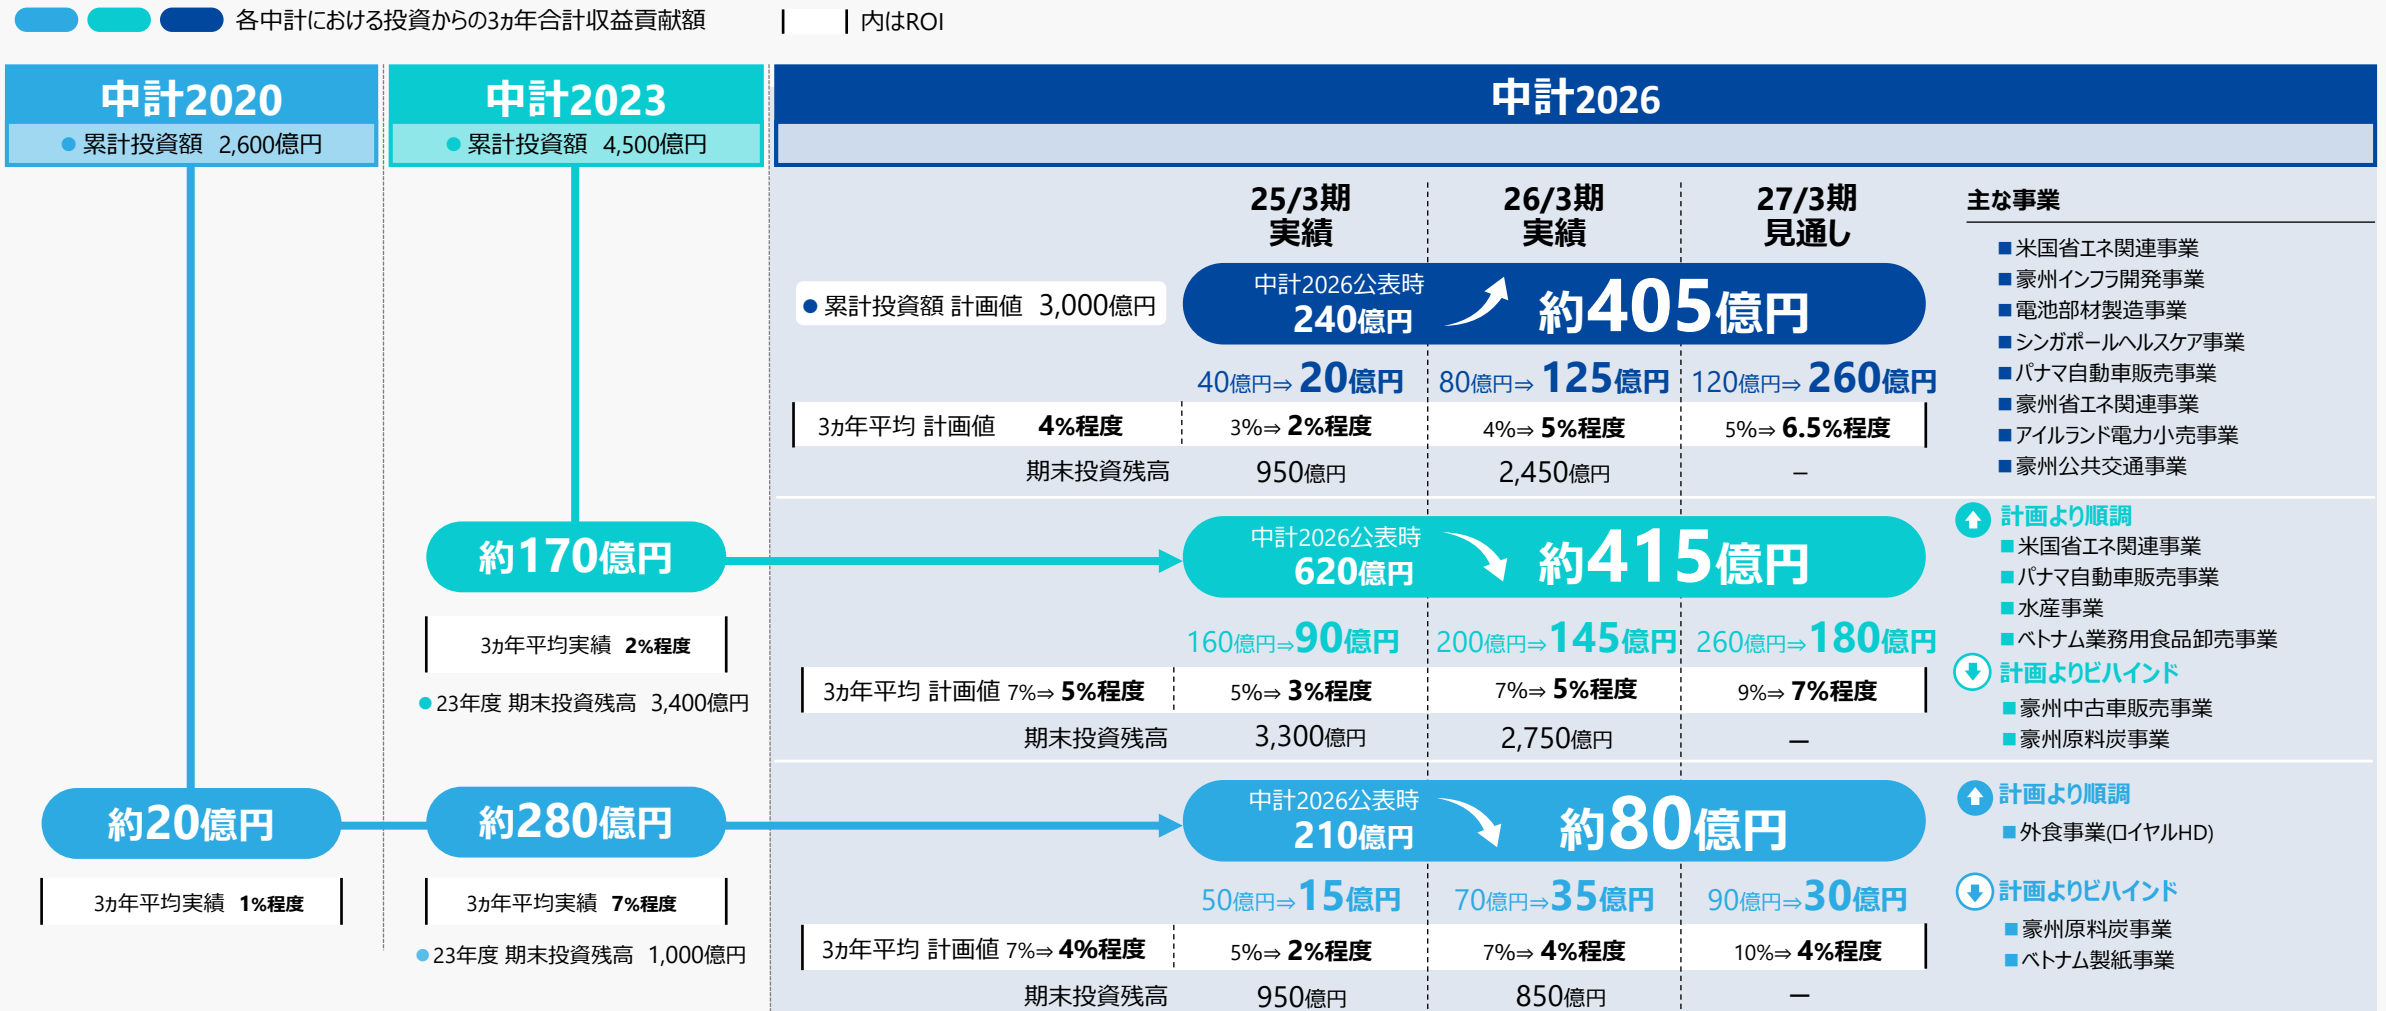 各中計における投資からの3ヵ年合計収益貢献額
内はROI
中計2020
● 累計投資額 2,600億円
中計2023
● 累計投資額 4,500億円
中計2026
25/3期
実績
26/3期
実績
27/3期
見通し
主な事業
● 累計投資額 計画値 3,000億円
中計2026公表時
240億円
約405億円
40億円⇒ 20億円
80億円⇒ 125億円
120億円⇒ 260億円
3ヵ年平均 計画値 4%程度
3%⇒ 2%程度
4%⇒ 5%程度
5%⇒ 6.5%程度
期末投資残高
950億円
2,450億円
–
■米国省エネ関連事業
■豪州インフラ開発事業
■電池部材製造事業
■シンガポールヘルスケア事業
■パナマ自動車販売事業
■豪州省エネ関連事業
■アイルランド電力小売事業
■豪州公共交通事業
約170億円
3ヵ年平均実績 2%程度
● 23年度 期末投資残高 3,400億円
中計2026公表時
620億円
約415億円
160億円⇒90億円
200億円⇒145億円
260億円⇒180億円
3ヵ年平均 計画値 7%⇒ 5%程度
5%⇒ 3%程度
7%⇒ 5%程度
9%⇒ 7%程度
期末投資残高
3,300億円
2,750億円
–
計画より順調
■米国省エネ関連事業
■パナマ自動車販売事業
■水産事業
■ベトナム業務用食品卸売事業
計画よりビハインド
■豪州中古車販売事業
■豪州原料炭事業
約20億円
3ヵ年平均実績 1%程度
約280億円
3ヵ年平均実績 7%程度
● 23年度 期末投資残高 1,000億円
中計2026公表時
210億円
約80億円
50億円⇒15億円
70億円⇒35億円
90億円⇒30億円
3ヵ年平均 計画値 7%⇒ 4%程度
5%⇒ 2%程度
7%⇒ 4%程度
10%⇒ 4%程度
期末投資残高
950億円
850億円
–
計画より順調
■外食事業(ロイヤルHD)
計画よりビハインド
■豪州原料炭事業
■ベトナム製紙事業